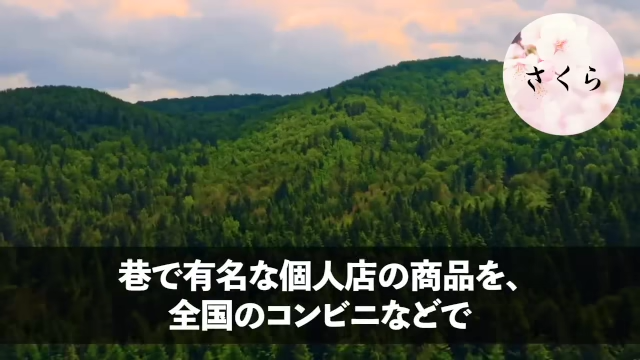 さくら
巷で有名な個人店の商品を、
全国のコンビニなどで